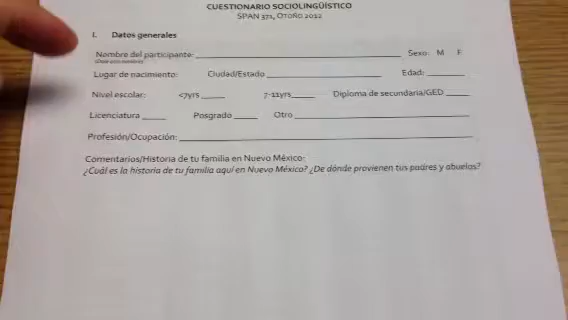 CUESTIONARIO SOCIOLINGÜÍSTICO
SPAN 371, OTOÑO 2012
I. Datos generales
Nombre del participante: Sexo: M F
Lugar de nacimiento: Ciudad/Estado Edad:
Nivel escolar: <7yrs 7-11yrs Diploma de secundaria/GED
Licenciatura Posgrado Otro
Profesión/Ocupación:
Comentarios/Historia de tu familia en Nuevo México:
¿Cuál es la historia de tu familia aquí en Nuevo México? ¿De dónde provienen tus padres y abuelos?